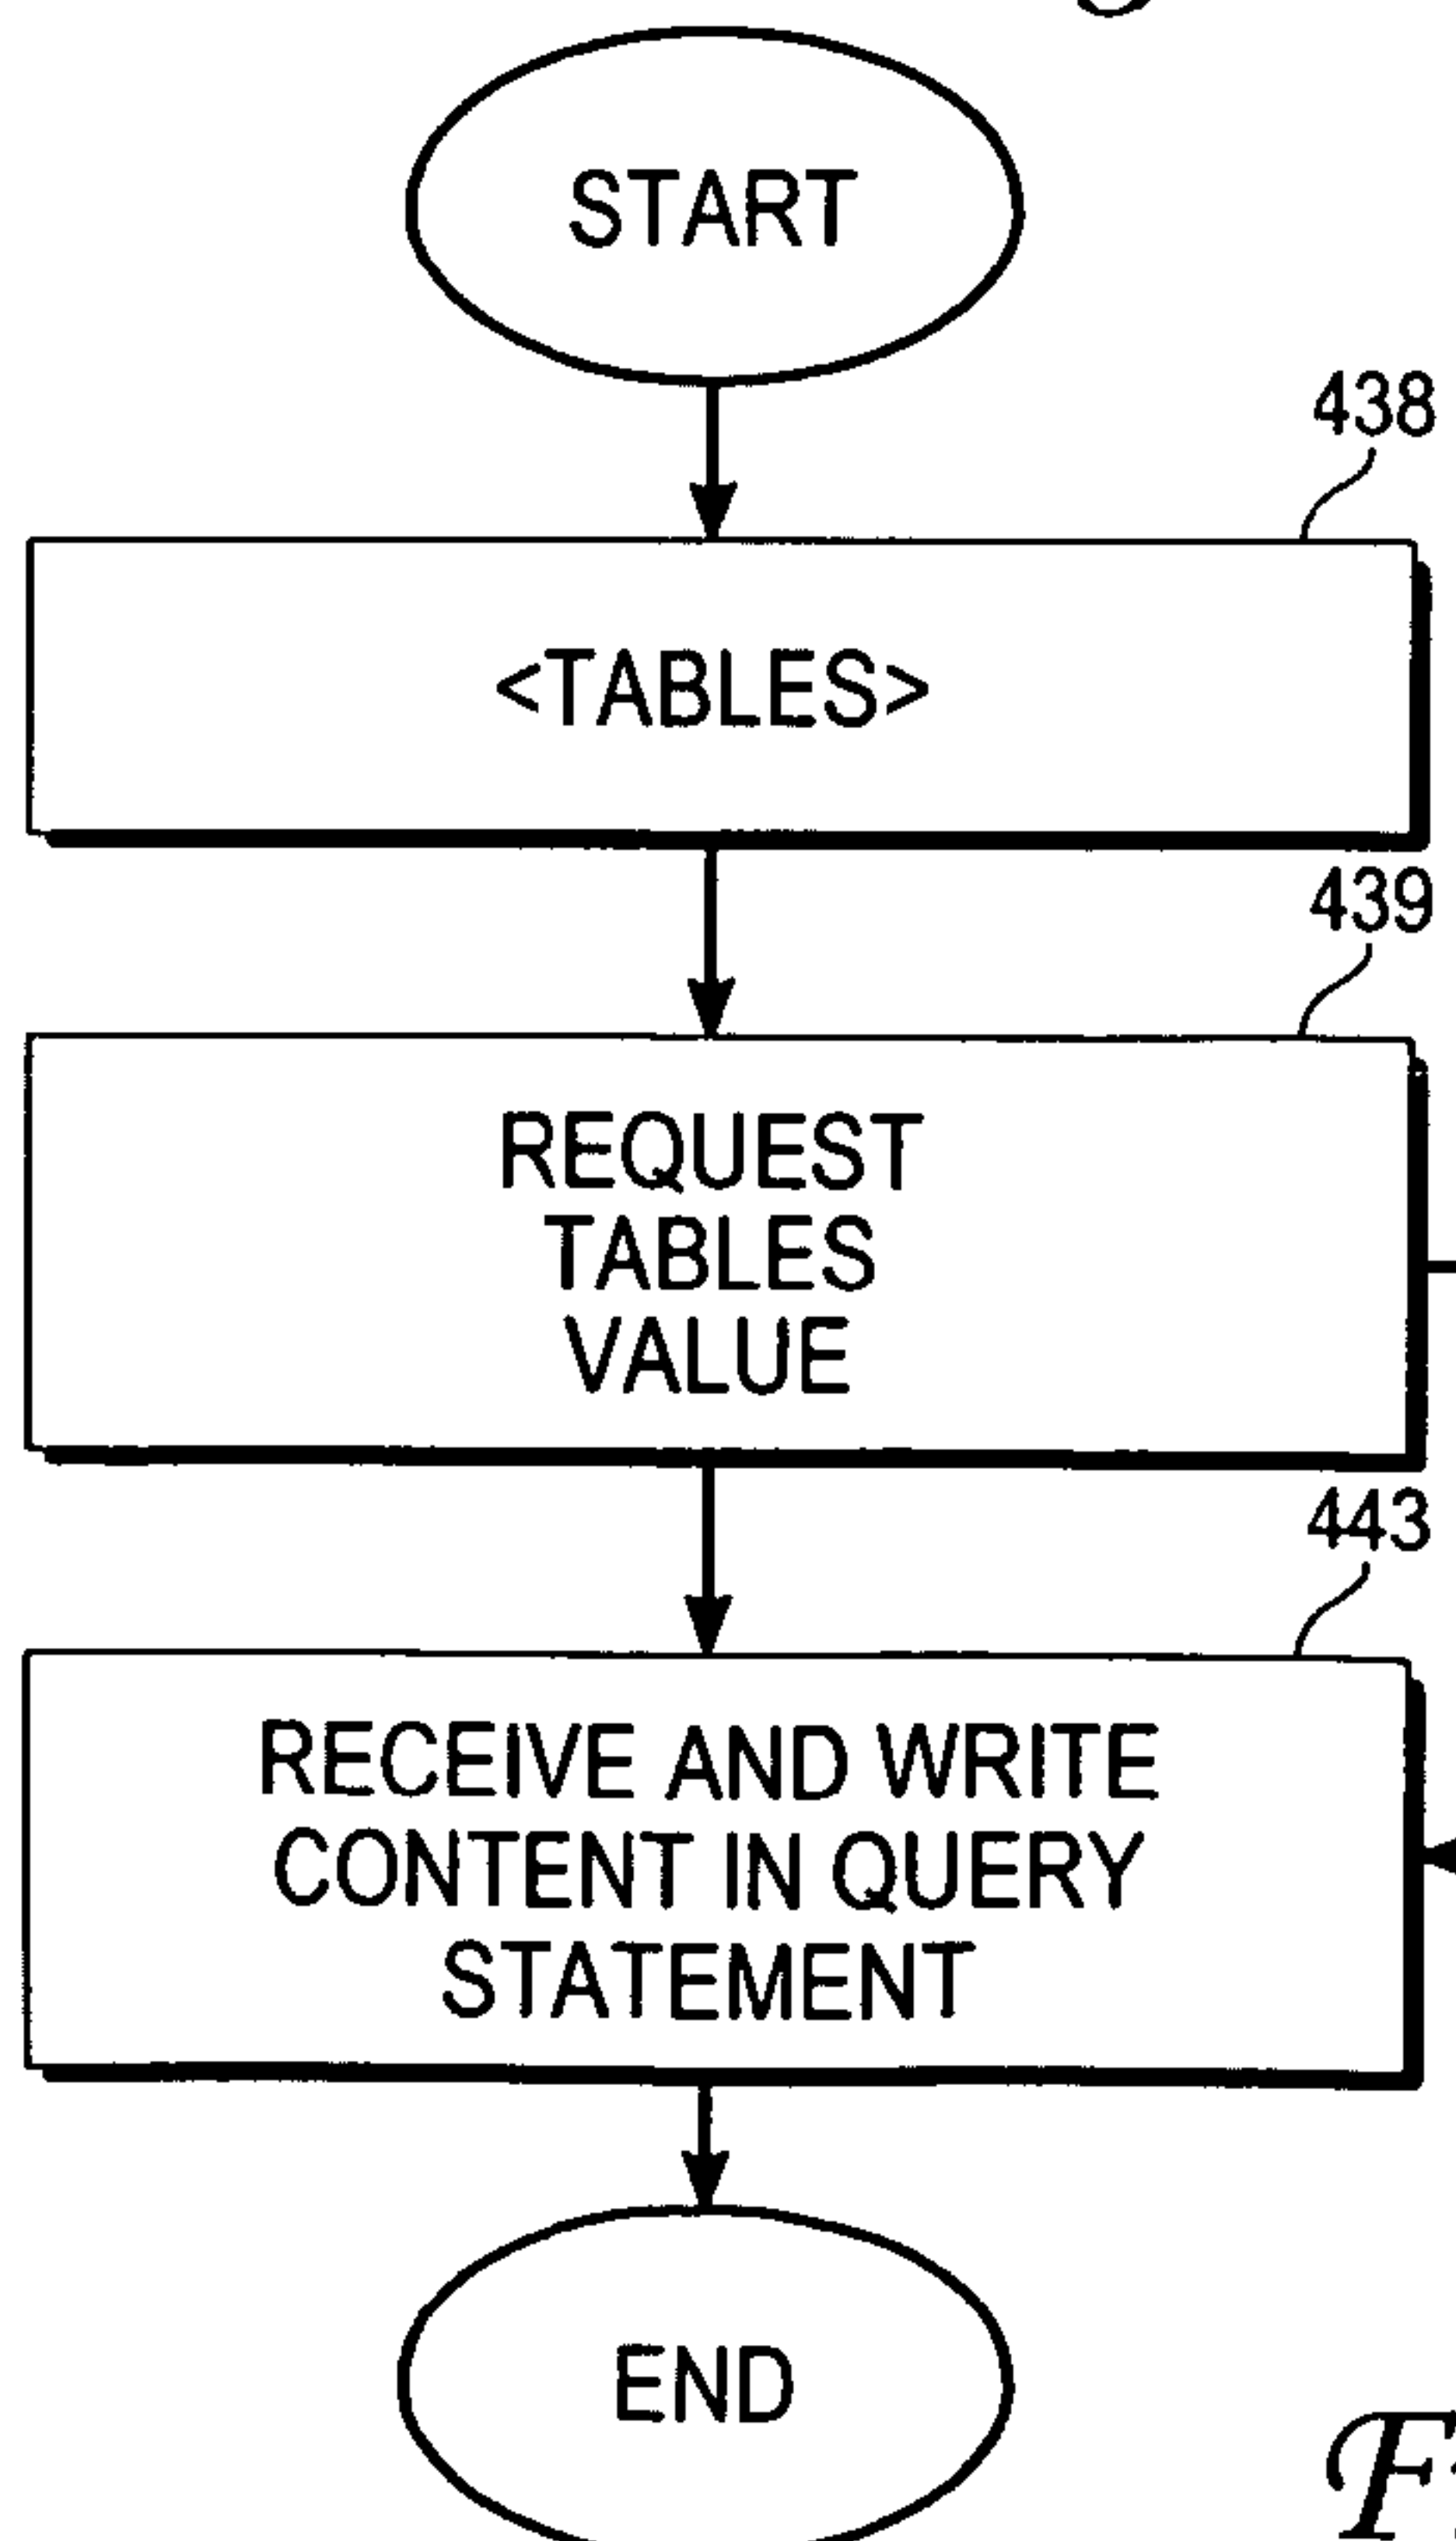 START
438
<TABLES>
439
REQUEST
TABLES
VALUE
443
RECEIVE AND WRITE
CONTENT IN QUERY
STATEMENT
END